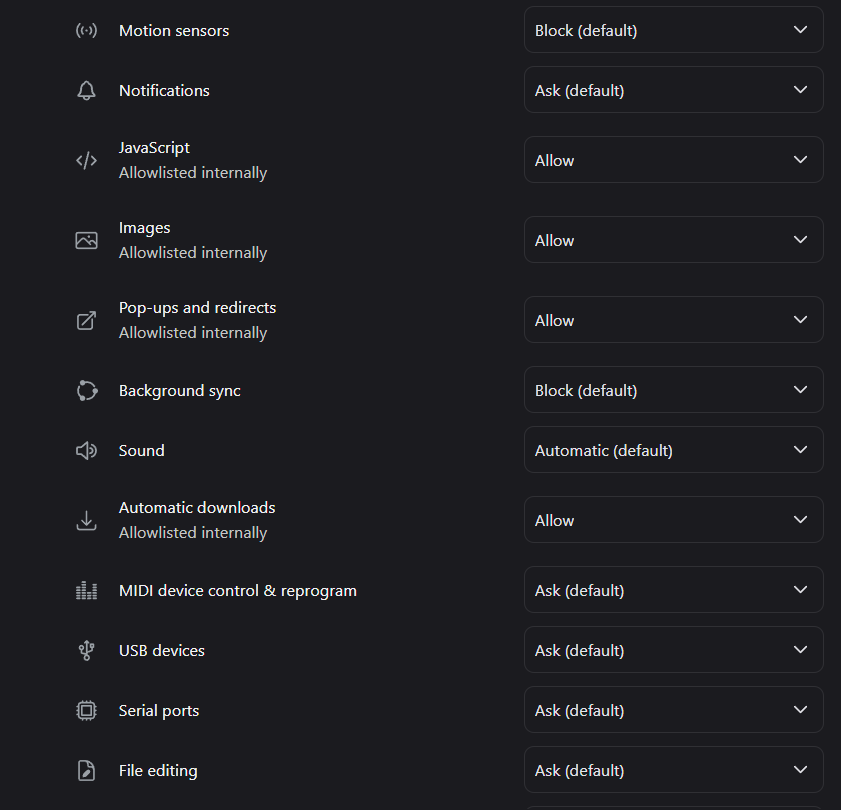 Motion sensors
Block (default)
Notifications
Ask (default)
JavaScript
Allowlisted internally
Allow
Images
Allowlisted internally
Allow
Pop-ups and redirects
Allowlisted internally
Allow
Background sync
Block (default)
Sound
Automatic (default)
Automatic downloads
Allowlisted internally
Allow
MIDI device control & reprogram
Ask (default)
USB devices
Ask (default)
Serial ports
Ask (default)
File editing
Ask (default)